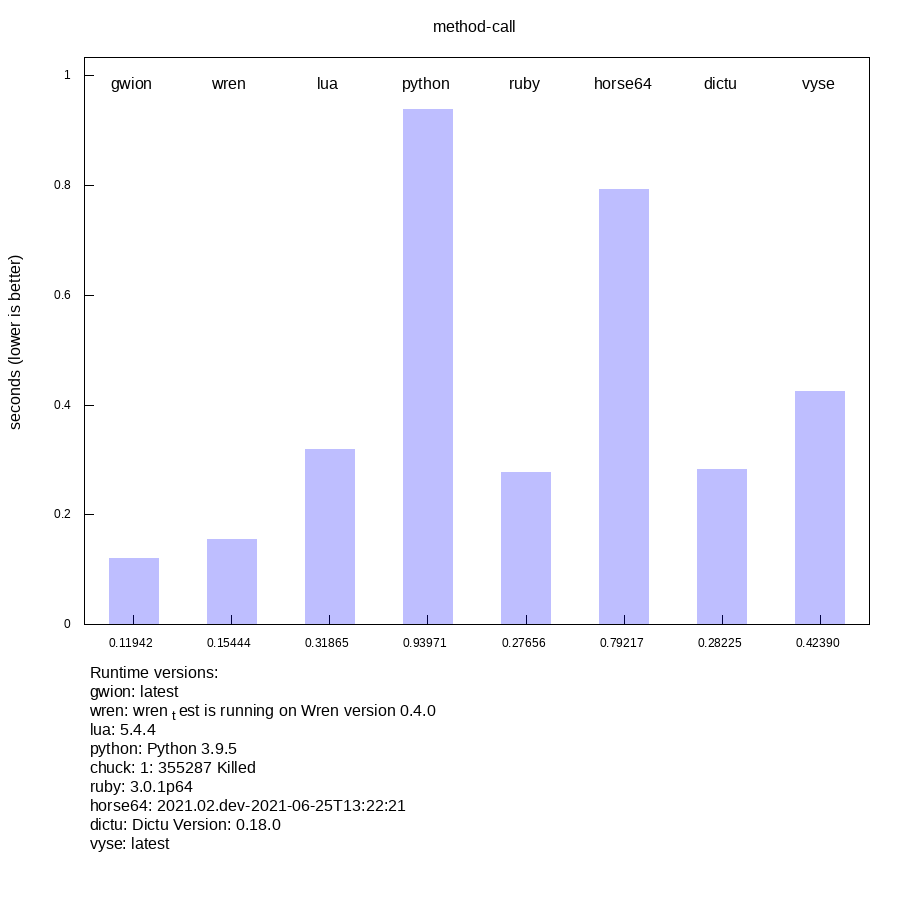 method-call
gwion wren lua python ruby horse64 dictu vyse
seconds (lower is better)
1
0.8
0.6
0.4
0.2
0
0.11942 0.15444 0.31865 0.93971 0.27656 0.79217 0.28225 0.42390
Runtime versions:
gwion: latest
wren: wren t est is running on Wren version 0.4.0
lua: 5.4.4
python: Python 3.9.5
chuck: 1: 355287 Killed
ruby: 3.0.1p64
horse64: 2021.02.dev-2021-06-25T13:22:21
dictu: Dictu Version: 0.18.0
vyse: latest